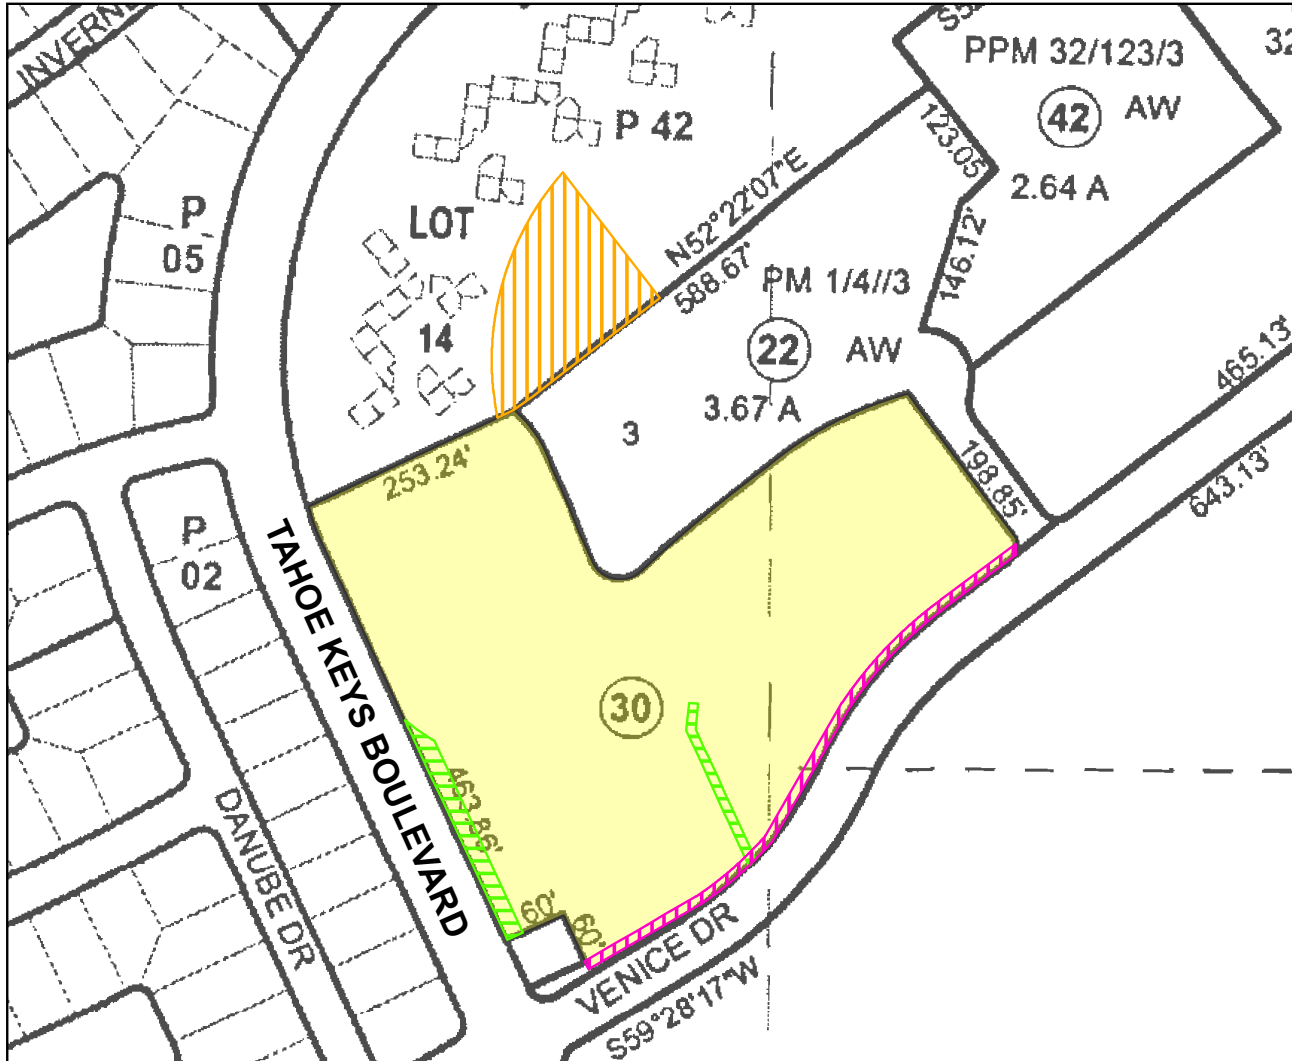 INVERNE
S5
PPM 32/123/3
32
42
AW
P 42
123.05
2.64 A
P
05
LOT
N52°22'07"E
588.67'
146.12'
PM 1/4//3
14
22
AW
465.13'
3.67 A
3
253.24'
198.85'
643.13'
P
02
TAHOE KEYS BOULEVARD
30
463.86'
DANUBE DR
60'
60'
VENICE DR
S59°28'17"W